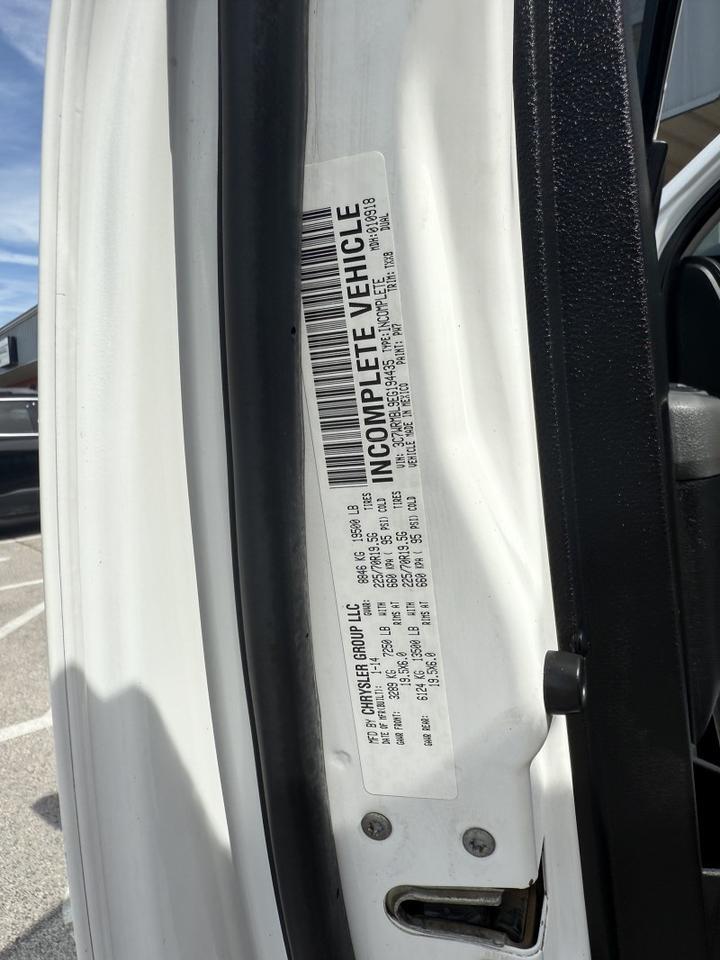 MFD BY CHRYSLER GROUP LLC
DATE OF MFR(BUILT): 1-14 GVWR: 8846 KG 19500 LB
GAWR FRONT: 3289 KG 7250 LB WITH 225/70R19.5G TIRES
19.5X6.0 RIMS AT 660 KPA ( 95 PSI) COLD
GAWR REAR: 6124 KG 13500 LB WITH 225/70R19.5G TIRES
19.5X6.0 RIMS AT 660 KPA ( 95 PSI) COLD
INCOMPLETE VEHICLE
MDH:010918
VIN: 3C7WRMBL9EG194435 TYPE:INCOMPLETE DUAL
VEHICLE MADE IN MEXICO PAINT: PW7 TRIM: TXX8